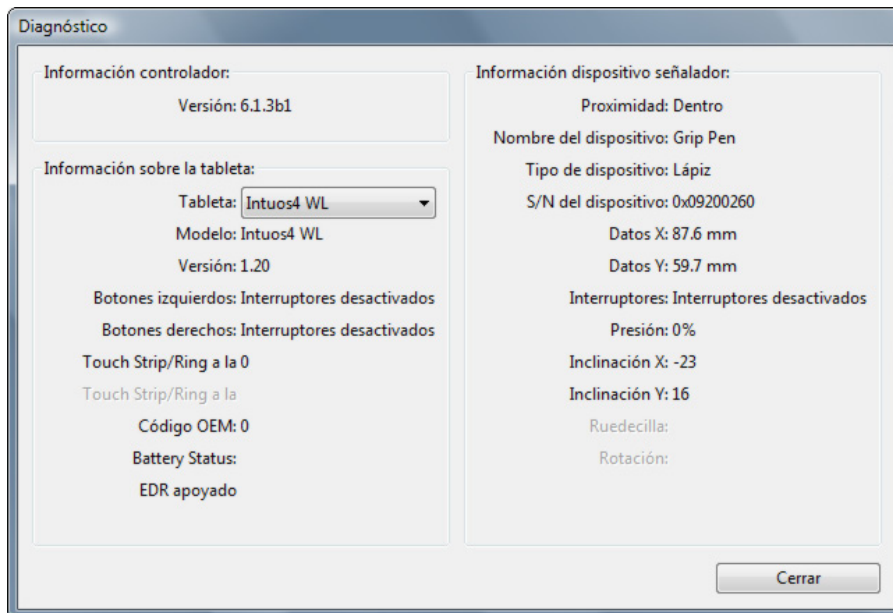 Diagnóstico
Información controlador:
Versión: 6.1.3b1
Información sobre la tableta:
Tableta: Intuos4 WL
Modelo: Intuos4 WL
Versión: 1.20
Botones izquierdos: Interruptores desactivados
Botones derechos: Interruptores desactivados
Touch Strip/Ring a la 0
Touch Strip/Ring a la
Código OEM: 0
Battery Status:
EDR apoyado
Información dispositivo señalador:
Proximidad: Dentro
Nombre del dispositivo: Grip Pen
Tipo de dispositivo: Lápiz
S/N del dispositivo: 0x09200260
Datos X: 87.6 mm
Datos Y: 59.7 mm
Interruptores: Interruptores desactivados
Presión: 0%
Inclinación X: -23
Inclinación Y: 16
Ruedecilla:
Rotación:
Cerrar